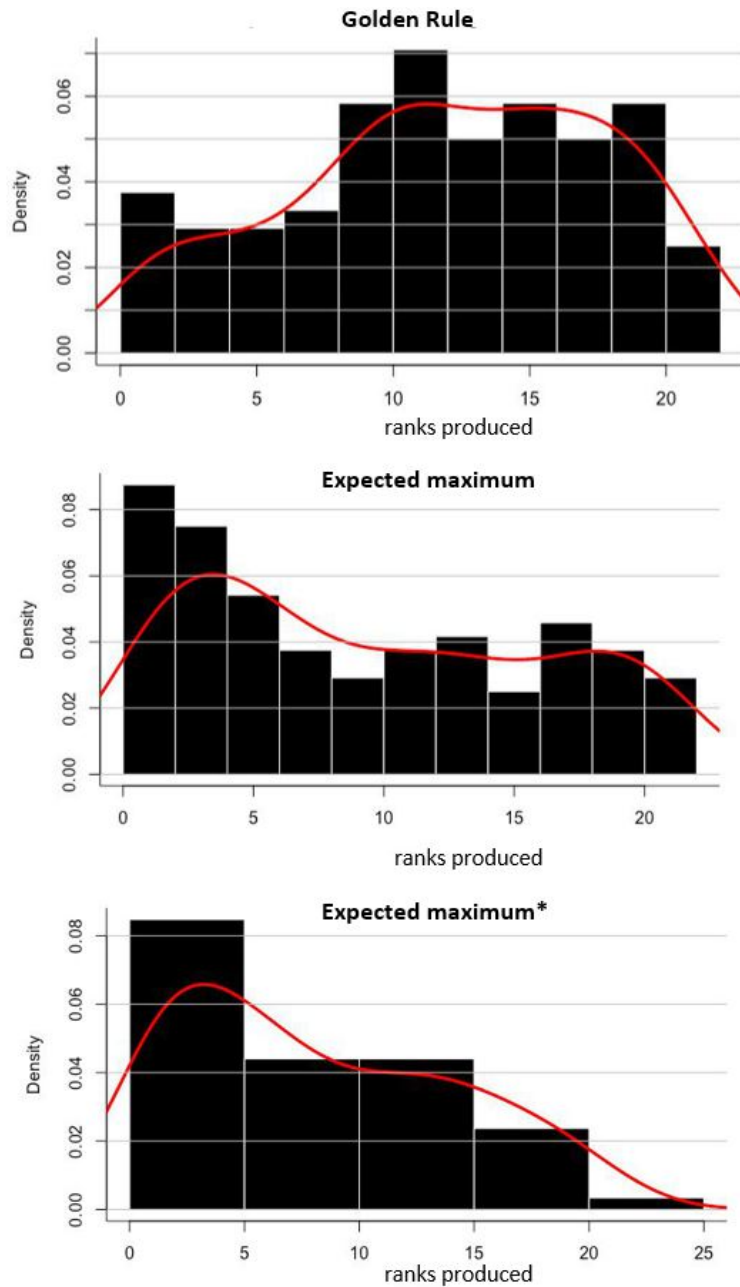 Golden Rule
Density
0.00 0.02 0.04 0.06
0 5 10 15 20
ranks produced
Expected maximum
Density
0.00 0.02 0.04 0.06 0.08
0 5 10 15 20
ranks produced
Expected maximum*
Density
0.00 0.02 0.04 0.06 0.08
0 5 10 15 20 25
ranks produced